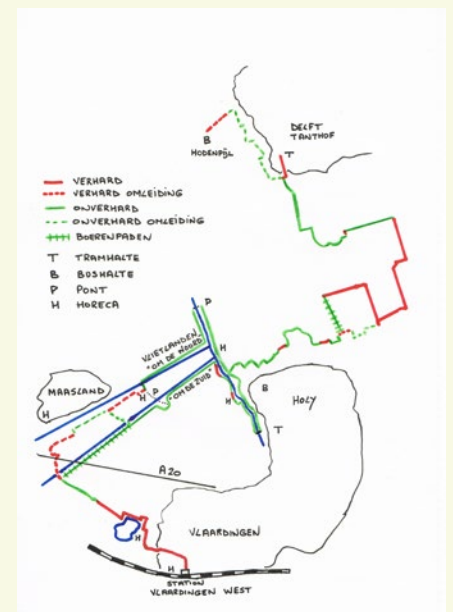 DELFT
TANTHOF
B
HODENPIJL
T
VERHARD
VERHARD OMLEIDING
ONVERHARD
ONVERHARD OMLEIDING
BOERENPADEN
T TRAMHALTE
B BUSHALTE
P PONT
H HORECA
P
VLIETLANDEN
"OM DE NOORD"
H
MAASLAND
H
H
P
"OM DE ZUID"
H
B
HOLY
T
A 20
VLAARDINGEN
H
H
STATION
VLAARDINGEN WEST